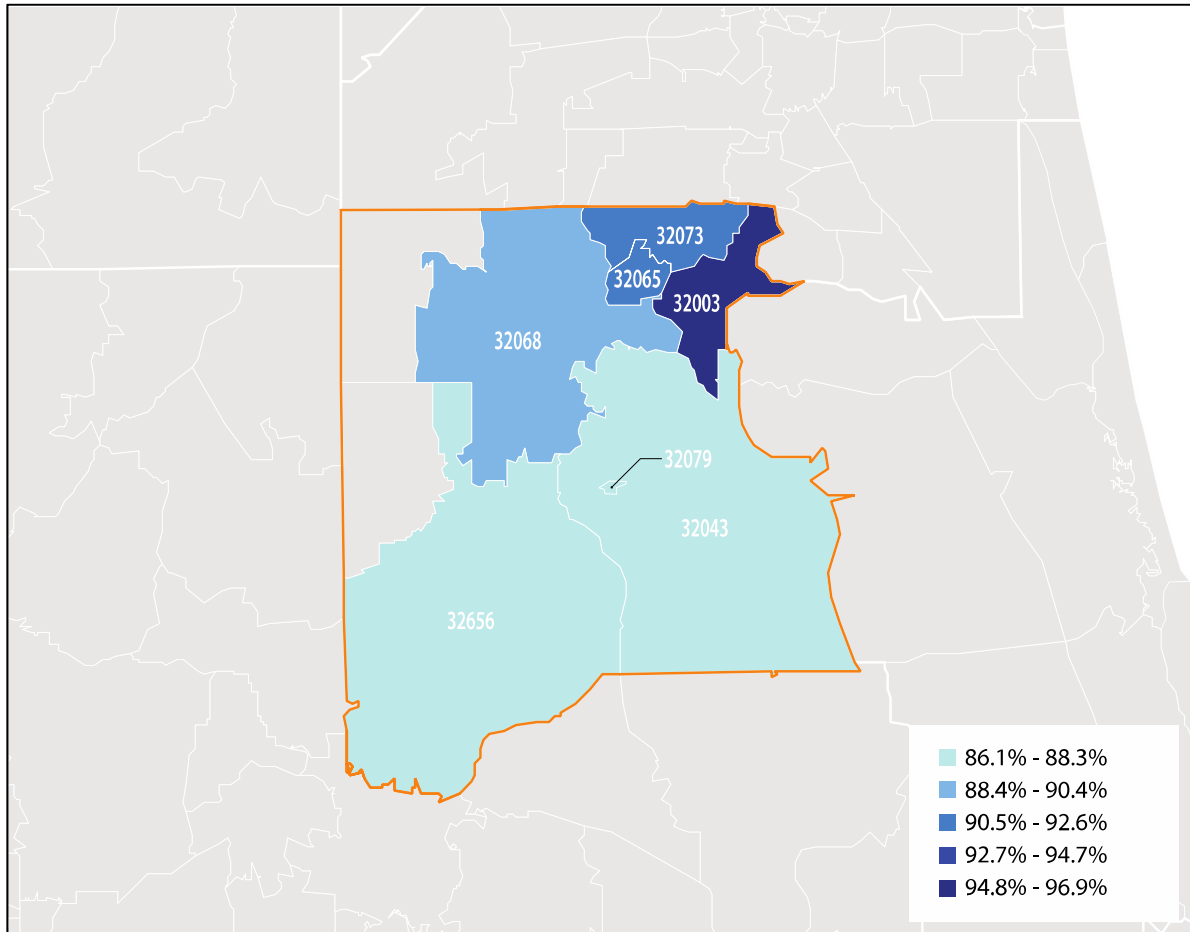 32073
32065
32003
32068
32079
32043
32656
86.1% - 88.3%
88.4% - 90.4%
90.5% - 92.6%
92.7% - 94.7%
94.8% - 96.9%